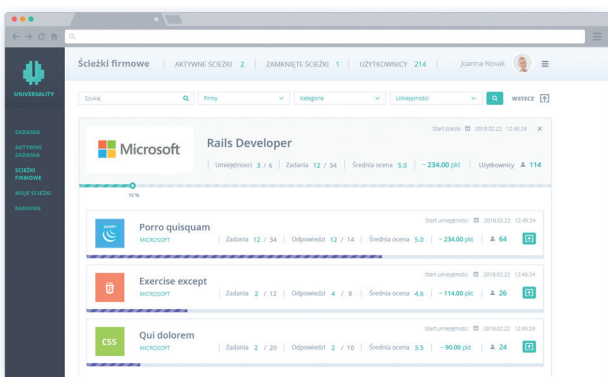 Ścieżki firmowe | AKTYWNE ŚCIEŻKI 2 | ZAMKNIĘTE ŚCIEŻKI 1 | UŻYTKOWNICY 214 | Joanna Novak
UNIVERSALITY
Szukaj Firmy Kategorie Umiejętności WSTECZ
ZADANIA
AKTYWNE
ZADANIA
ŚCIEŻKI
FIRMOWE
MOJE ŚCIEŻKI
RANKING
Start ścieżki 2018.02.22 12:45:24
Microsoft
Rails Developer
Umiejętnosci 3 / 6 | Zadania 12 / 34 | Średnia ocena 5.0 | ~ 234.00 pkt | Użytkownicy 114
12 %
Start umiejętności 2018.02.22 12:45:24
Porro quisquam
MICROSOFT | Zadania 12 / 34 | Odpowiedzi 12 / 14 | Średnia ocena 5.0 | ~ 234.00 pkt | 64
Start umiejętności 2018.02.22 12:45:24
Exercise except
MICROSOFT | Zadania 2 / 12 | Odpowiedzi 4 / 8 | Średnia ocena 4.6 | ~ 114.00 pkt | 26
Start umiejętności 2018.02.22 12:45:24
CSS
Qui dolorem
MICROSOFT | Zadania 2 / 20 | Odpowiedzi 2 / 10 | Średnia ocena 3.5 | ~ 90.00 pkt | 24